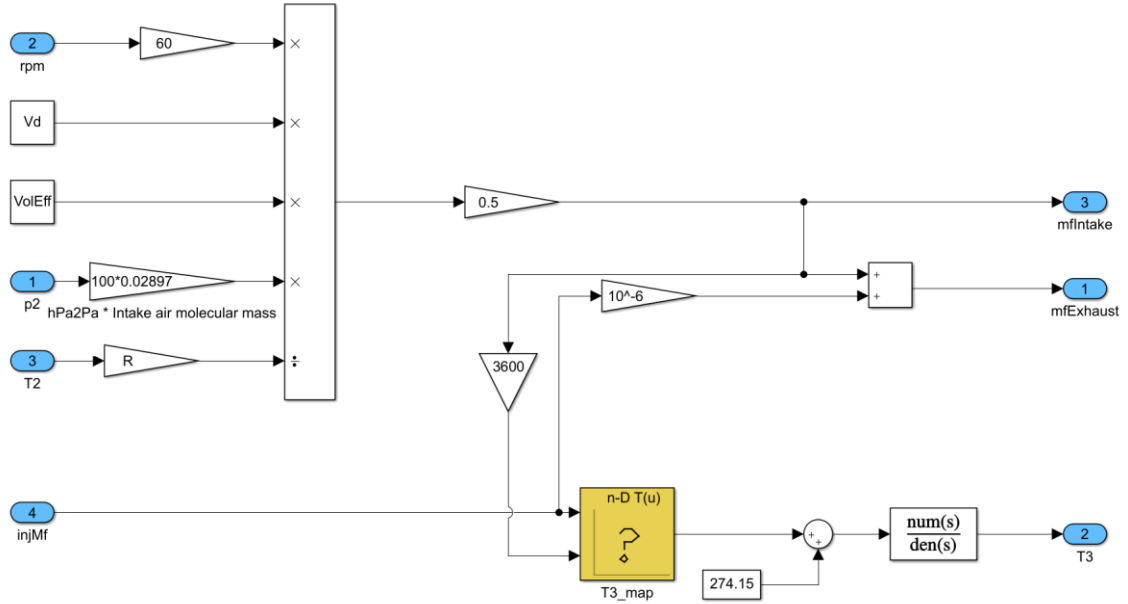 2
rpm
60
×
Vd
×
VolEff
×
0.5
3
mfIntake
1
p2
100*0.02897
hPa2Pa * Intake air molecular mass
×
+
+
10^-6
1
mfExhaust
3
T2
R
÷
3600
4
injMf
n-D T(u)
?
T3_map
+
+
274.15
num(s)
den(s)
2
T3